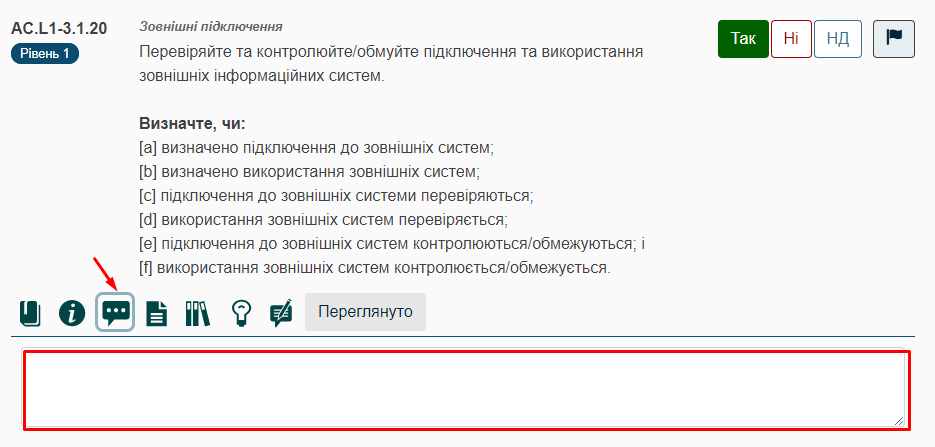 AC.L1-3.1.20
Рівень 1
Зовнішні підключення
Перевіряйте та контролюйте/обмуйте підключення та використання
зовнішніх інформаційних систем.
Так
Ні
НД
Визначте, чи:
[a] визначено підключення до зовнішніх систем;
[b] визначено використання зовнішніх систем;
[c] підключення до зовнішніх системи перевіряються;
[d] використання зовнішніх систем перевіряється;
[e] підключення до зовнішніх систем контролюються/обмежуються; і
[f] використання зовнішніх систем контролюється/обмежується.
Переглянуто